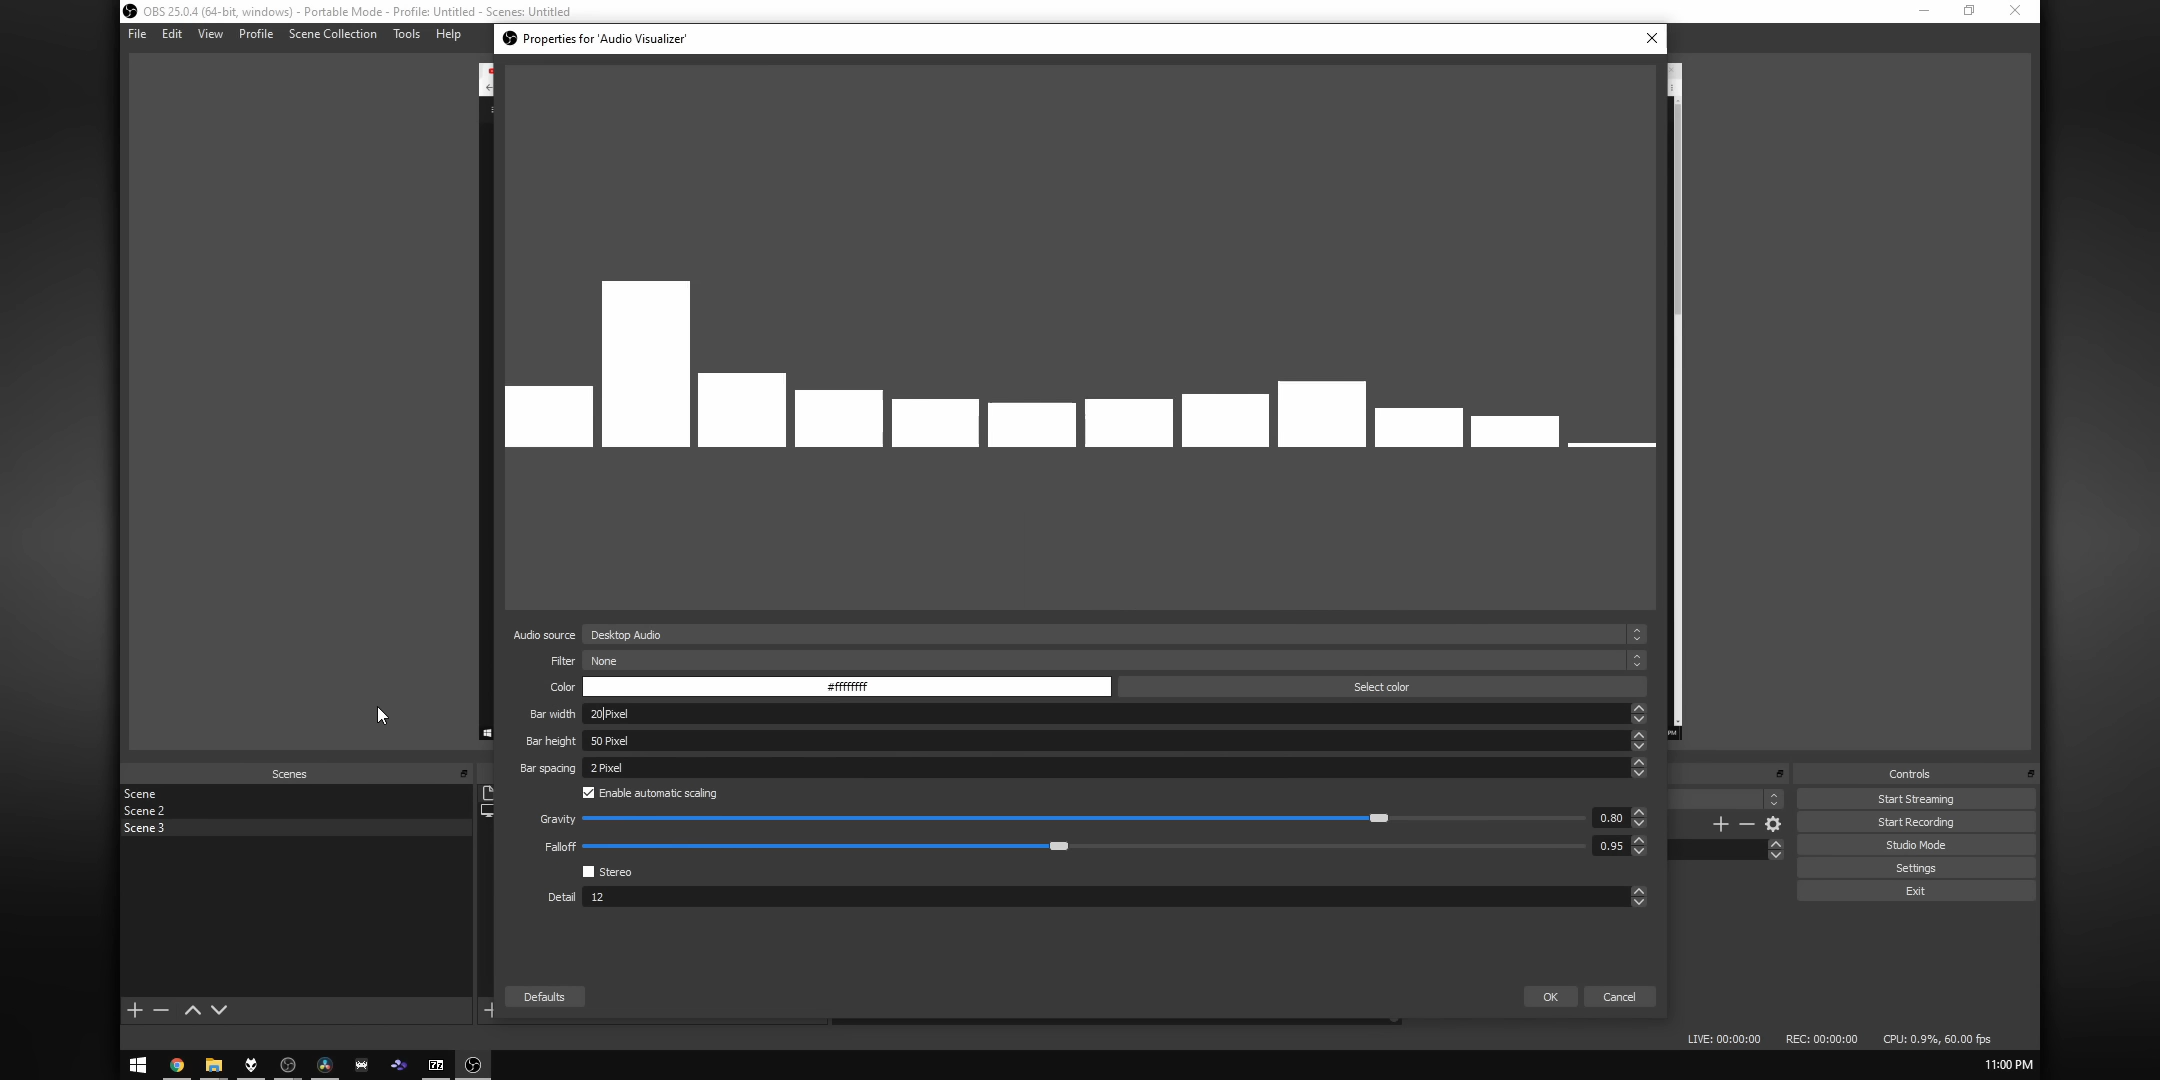 OBS 25.0.4 (64-bit, windows) - Portable Mode - Profile: Untitled - Scenes: Untitled
File Edit View Profile Scene Collection Tools Help
Properties for 'Audio Visualizer'
Audio source Desktop Audio
Filter None
Color #ffffffff Select color
Bar width 20 Pixel
Bar height 50 Pixel
Bar spacing 2 Pixel
Enable automatic scaling
Gravity 0.80
Falloff 0.95
Stereo
Detail 12
Defaults OK Cancel
PM
Scenes
Scene
Scene 2
Scene 3
Controls
Start Streaming
Start Recording
Studio Mode
Settings
Exit
LIVE: 00:00:00 REC: 00:00:00 CPU: 0.9%, 60.00 fps
11:00 PM